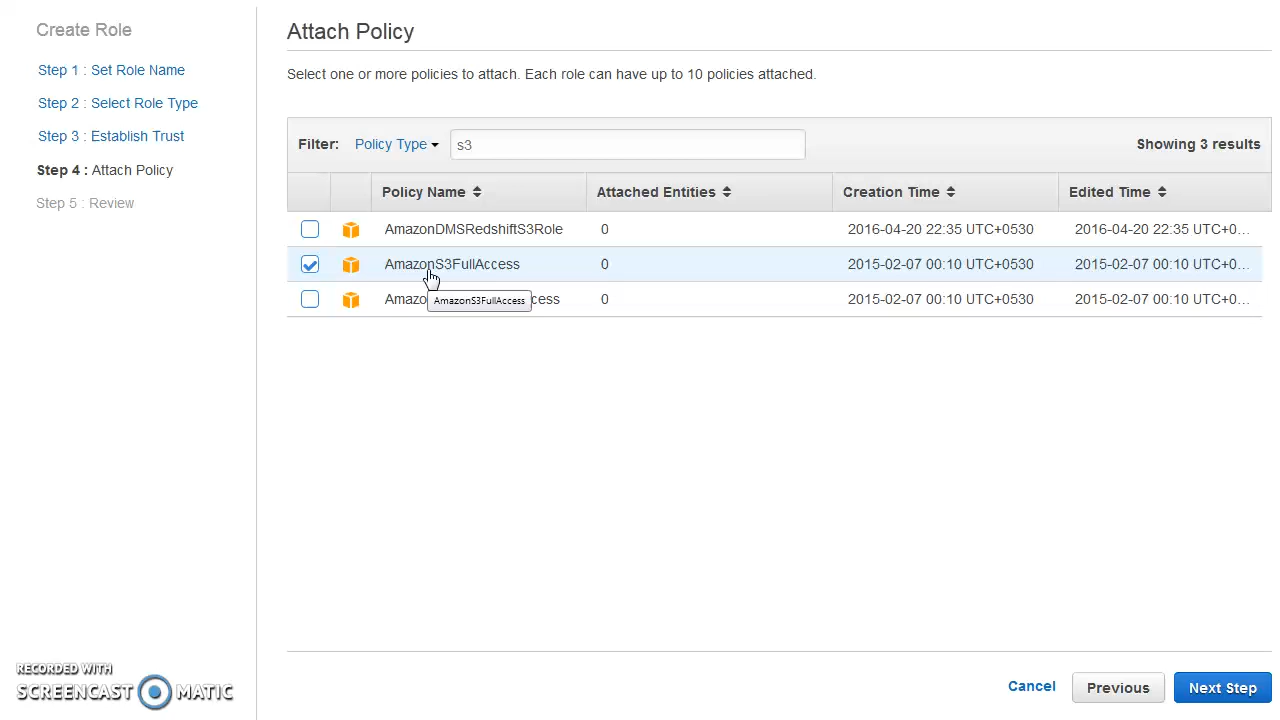 Create Role
Step 1 : Set Role Name
Step 2 : Select Role Type
Step 3 : Establish Trust
Step 4 : Attach Policy
Step 5 : Review
Attach Policy
Select one or more policies to attach. Each role can have up to 10 policies attached.
Filter: Policy Type s3 Showing 3 results
Policy Name Attached Entities Creation Time Edited Time
AmazonDMSRedshiftS3Role 0 2016-04-20 22:35 UTC+0530 2016-04-20 22:35 UTC+0...
AmazonS3FullAccess 0 2015-02-07 00:10 UTC+0530 2015-02-07 00:10 UTC+0...
0 2015-02-07 00:10 UTC+0530 2015-02-07 00:10 UTC+0...
AmazonS3FullAccess
Cancel Previous Next Step
RECORDED WITH
SCREENCAST MATIC